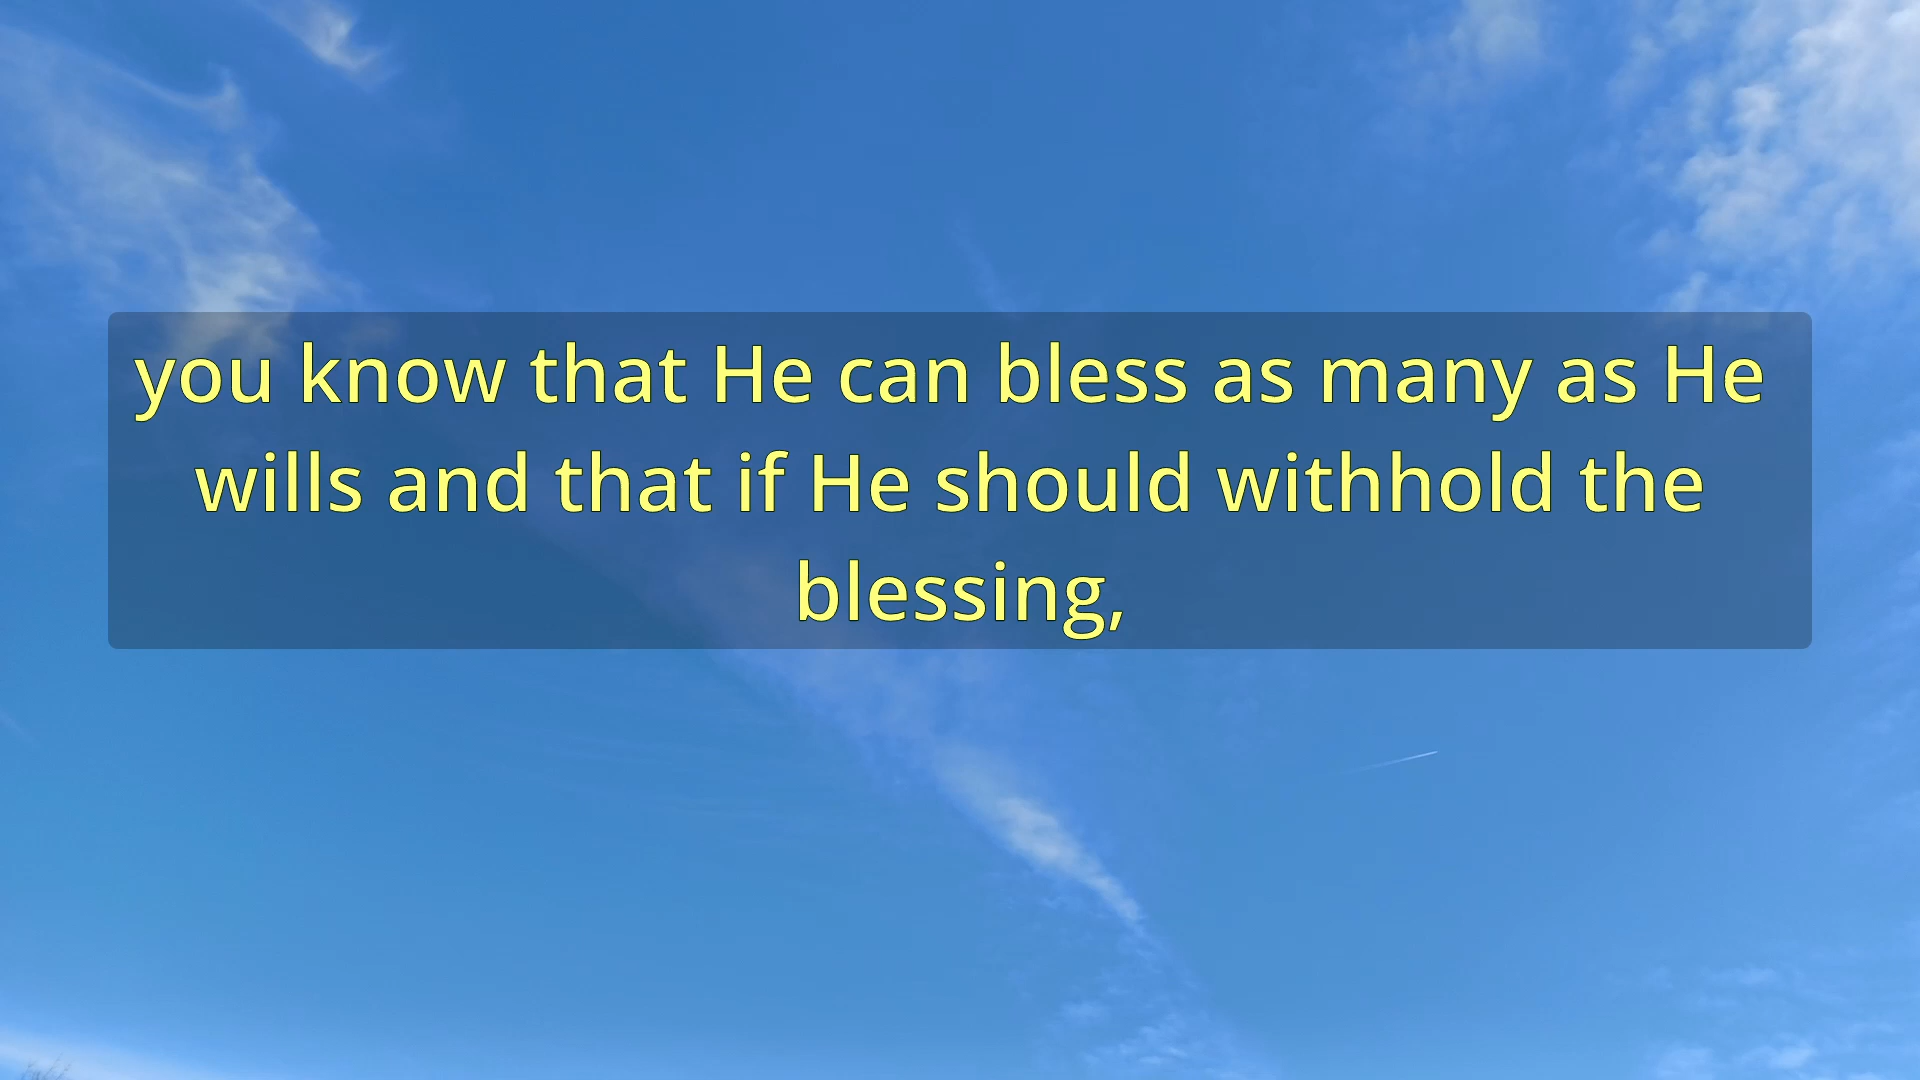 you know that He can bless as many as He
wills and that if He should withhold the
blessing,